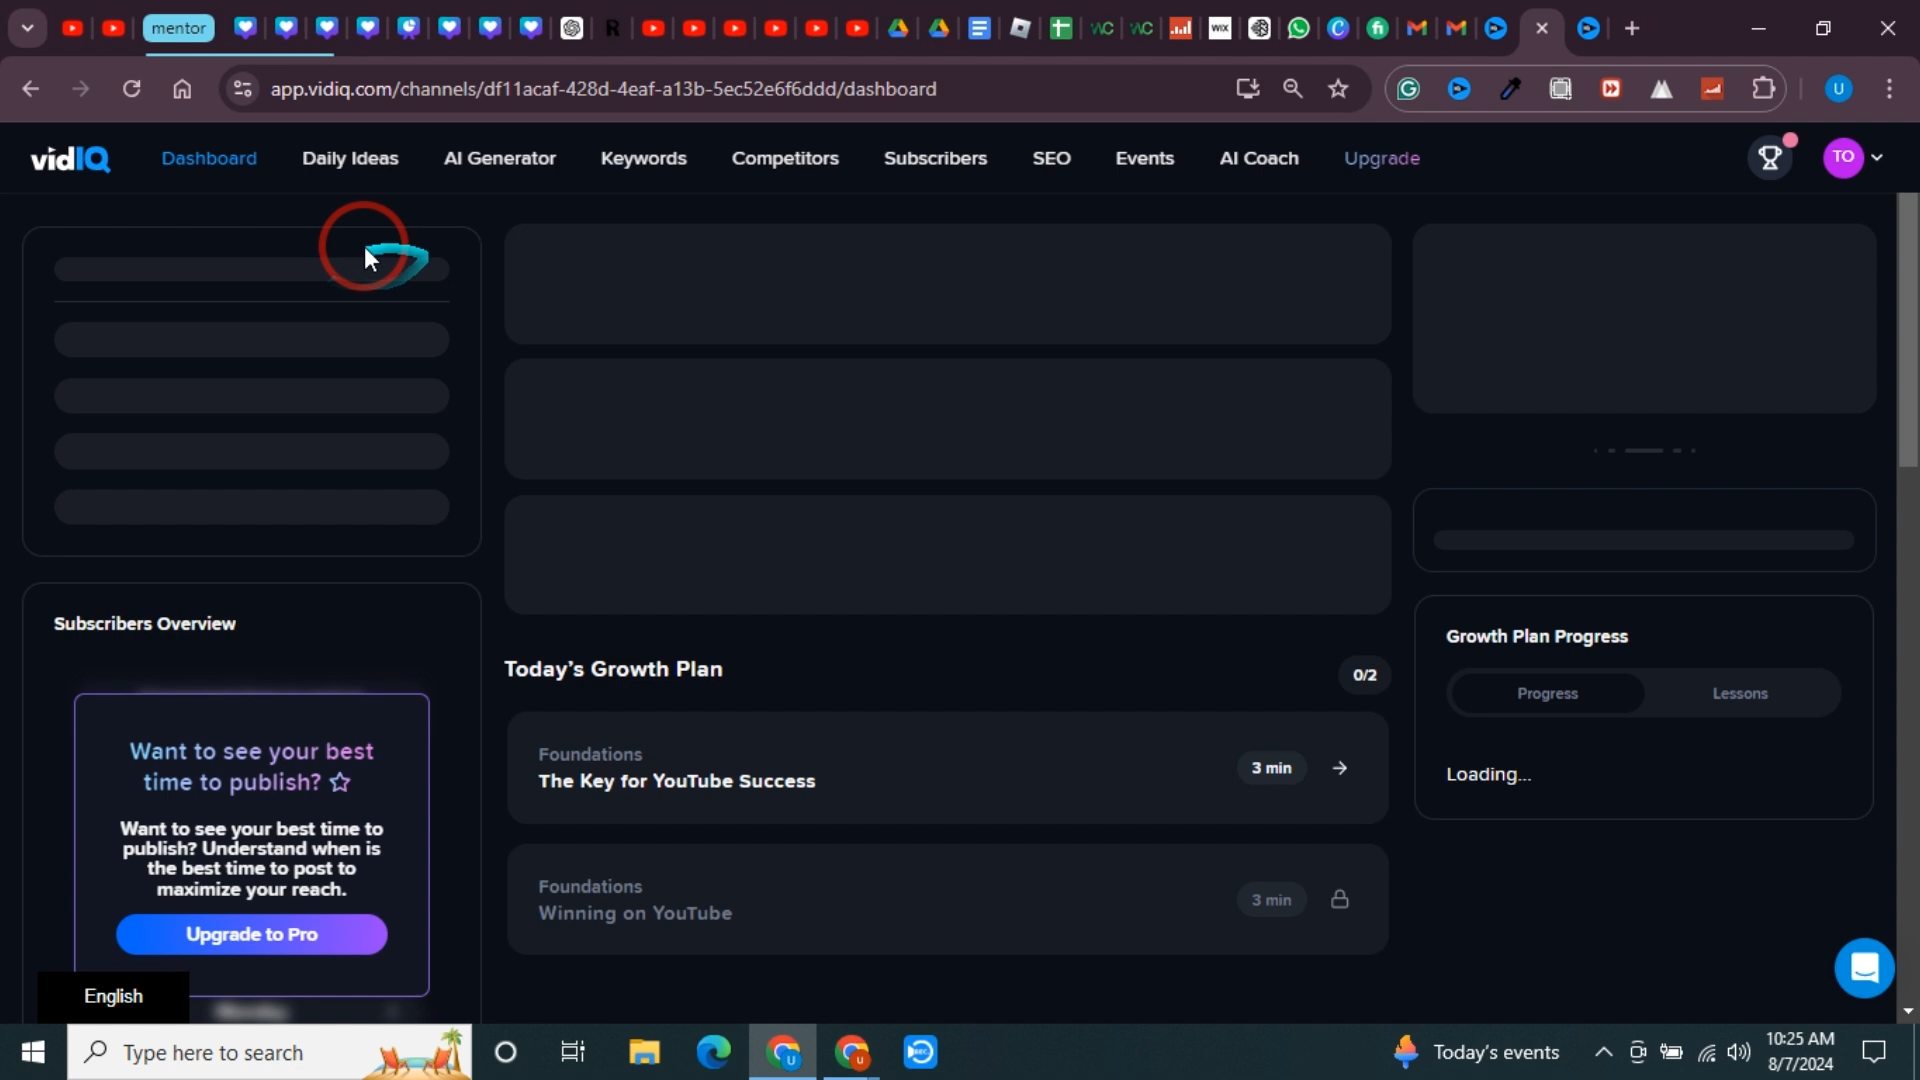 mentor
app.vidiq.com/channels/df11acaf-428d-4eaf-a13b-5ec52e6f6ddd/dashboard
U
vidIQ
Dashboard
Daily Ideas
AI Generator
Keywords
Competitors
Subscribers
SEO
Events
AI Coach
Upgrade
TO
Subscribers Overview
Want to see your best
time to publish?
Want to see your best time to
publish? Understand when is
the best time to post to
maximize your reach.
Upgrade to Pro
Monday
English
Today's Growth Plan
0/2
Foundations
The Key for YouTube Success
3 min
Foundations
Winning on YouTube
3 min
Growth Plan Progress
Progress
Lessons
Loading...
Type here to search
Today's events
10:25 AM
8/7/2024